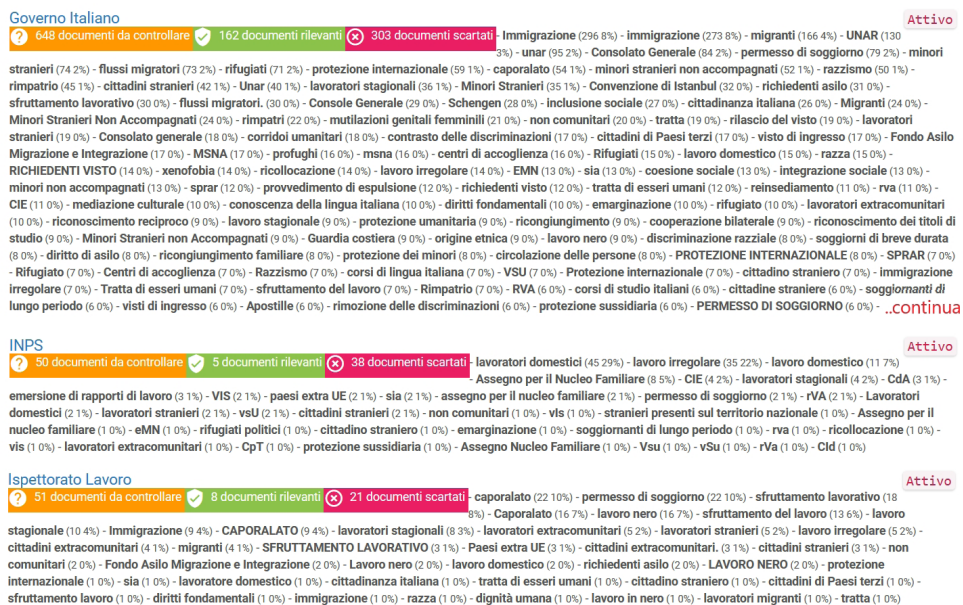 Governo Italiano
Attivo
648 documenti da controllare 162 documenti rilevanti 303 documenti scartati - Immigrazione (296 8%) - immigrazione (273 8%) - migranti (166 4%) - UNAR (130
3%) - unar (95 2%) - Consolato Generale (84 2%) - permesso di soggiorno (79 2%) - minori
stranieri (74 2%) - flussi migratori (73 2%) - rifugiati (71 2%) - protezione internazionale (59 1%) - caporalato (54 1%) - minori stranieri non accompagnati (52 1%) - razzismo (50 1%) -
rimpatrio (45 1%) - cittadini stranieri (42 1%) - Unar (40 1%) - lavoratori stagionali (36 1%) - Minori Stranieri (35 1%) - Convenzione di Istanbul (32 0%) - richiedenti asilo (31 0%) -
sfruttamento lavorativo (30 0%) - flussi migratori. (30 0%) - Console Generale (29 0%) - Schengen (28 0%) - inclusione sociale (27 0%) - cittadinanza italiana (26 0%) - Migranti (24 0%) -
Minori Stranieri Non Accompagnati (24 0%) - rimpatri (22 0%) - mutilazioni genitali femminili (21 0%) - non comunitari (20 0%) - tratta (19 0%) - rilascio del visto (19 0%) - lavoratori
stranieri (19 0%) - Consolato generale (18 0%) - corridoi umanitari (18 0%) - contrasto delle discriminazioni (17 0%) - cittadini di Paesi terzi (17 0%) - visto di ingresso (17 0%) - Fondo Asilo
Migrazione e Integrazione (17 0%) - MSNA (17 0%) - profughi (16 0%) - msna (16 0%) - centri di accoglienza (16 0%) - Rifugiati (15 0%) - lavoro domestico (15 0%) - razza (15 0%) -
RICHIEDENTI VISTO (14 0%) - xenofobia (14 0%) - ricollocazione (14 0%) - lavoro irregolare (14 0%) - EMN (13 0%) - sia (13 0%) - coesione sociale (13 0%) - integrazione sociale (13 0%) -
minori non accompagnati (13 0%) - sprar (12 0%) - provvedimento di espulsione (12 0%) - richiedenti visto (12 0%) - tratta di esseri umani (12 0%) - reinsediamento (11 0%) - rva (11 0%) -
CIE (11 0%) - mediazione culturale (10 0%) - conoscenza della lingua italiana (10 0%) - diritti fondamentali (10 0%) - emarginazione (10 0%) - rifugiato (10 0%) - lavoratori extracomunitari
(10 0%) - riconoscimento reciproco (9 0%) - lavoro stagionale (9 0%) - protezione umanitaria (9 0%) - ricongiungimento (9 0%) - cooperazione bilaterale (9 0%) - riconoscimento dei titoli di
studio (9 0%) - Minori Stranieri non Accompagnati (9 0%) - Guardia costiera (9 0%) - origine etnica (9 0%) - lavoro nero (9 0%) - discriminazione razziale (8 0%) - soggiorni di breve durata
(8 0%) - diritto di asilo (8 0%) - ricongiungimento familiare (8 0%) - protezione dei minori (8 0%) - circolazione delle persone (8 0%) - PROTEZIONE INTERNAZIONALE (8 0%) - SPRAR (7 0%)
- Rifugiato (7 0%) - Centri di accoglienza (7 0%) - Razzismo (7 0%) - corsi di lingua italiana (7 0%) - VSU (7 0%) - Protezione internazionale (7 0%) - cittadino straniero (7 0%) - immigrazione
irregolare (7 0%) - Tratta di esseri umani (7 0%) - sfruttamento del lavoro (7 0%) - Rimpatrio (7 0%) - RVA (6 0%) - corsi di studio italiani (6 0%) - cittadine straniere (6 0%) - soggiornanti di
lungo periodo (6 0%) - visti di ingresso (6 0%) - Apostille (6 0%) - rimozione delle discriminazioni (6 0%) - protezione sussidiaria (6 0%) - PERMESSO DI SOGGIORNO (6 0%) - ..continua
INPS
Attivo
50 documenti da controllare 5 documenti rilevanti 38 documenti scartati - lavoratori domestici (45 29%) - lavoro irregolare (35 22%) - lavoro domestico (11 7%)
- Assegno per il Nucleo Familiare (8 5%) - CIE (4 2%) - lavoratori stagionali (4 2%) - CdA (3 1%) -
emersione di rapporti di lavoro (3 1%) - VIS (2 1%) - paesi extra UE (2 1%) - sia (2 1%) - assegno per il nucleo familiare (2 1%) - permesso di soggiorno (2 1%) - rVA (2 1%) - Lavoratori
domestici (2 1%) - lavoratori stranieri (2 1%) - vsU (2 1%) - cittadini stranieri (2 1%) - non comunitari (1 0%) - vIs (1 0%) - stranieri presenti sul territorio nazionale (1 0%) - Assegno per il
nucleo familiare (1 0%) - eMN (1 0%) - rifugiati politici (1 0%) - cittadino straniero (1 0%) - emarginazione (1 0%) - soggiornanti di lungo periodo (1 0%) - rva (1 0%) - ricollocazione (1 0%) -
vis (1 0%) - lavoratori extracomunitari (1 0%) - CpT (1 0%) - protezione sussidiaria (1 0%) - Assegno Nucleo Familiare (1 0%) - Vsu (1 0%) - vSu (1 0%) - rVa (1 0%) - CId (1 0%)
Ispettorato Lavoro
Attivo
51 documenti da controllare 8 documenti rilevanti 21 documenti scartati - caporalato (22 10%) - permesso di soggiorno (22 10%) - sfruttamento lavorativo (18
8%) - Caporalato (16 7%) - lavoro nero (16 7%) - sfruttamento del lavoro (13 6%) - lavoro
stagionale (10 4%) - Immigrazione (9 4%) - CAPORALATO (9 4%) - lavoratori stagionali (8 3%) - lavoratori extracomunitari (5 2%) - lavoratori stranieri (5 2%) - lavoro irregolare (5 2%) -
cittadini extracomunitari (4 1%) - migranti (4 1%) - SFRUTTAMENTO LAVORATIVO (3 1%) - Paesi extra UE (3 1%) - cittadini extracomunitari. (3 1%) - cittadini stranieri (3 1%) - non
comunitari (2 0%) - Fondo Asilo Migrazione e Integrazione (2 0%) - Lavoro nero (2 0%) - lavoro domestico (2 0%) - richiedenti asilo (2 0%) - LAVORO NERO (2 0%) - protezione
internazionale (1 0%) - sia (1 0%) - lavoratore domestico (1 0%) - cittadinanza italiana (1 0%) - tratta di esseri umani (1 0%) - cittadino straniero (1 0%) - cittadini di Paesi terzi (1 0%) -
sfruttamento lavoro (1 0%) - diritti fondamentali (1 0%) - immigrazione (1 0%) - razza (1 0%) - dignità umana (1 0%) - lavoro in nero (1 0%) - lavoratori migranti (1 0%) - tratta (1 0%)